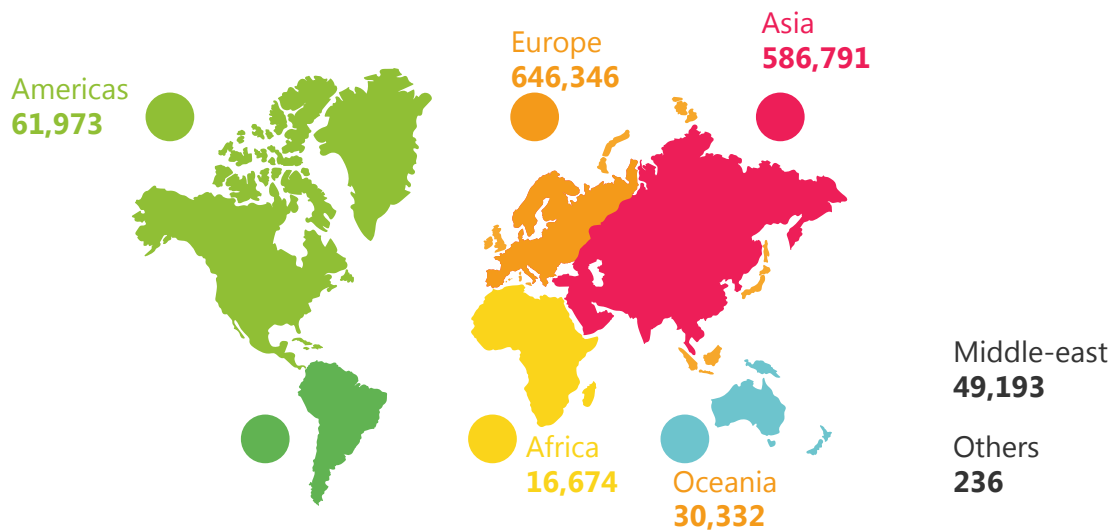 Americas
61,973
Europe
646,346
Asia
586,791
Africa
16,674
Oceania
30,332
Middle-east
49,193
Others
236